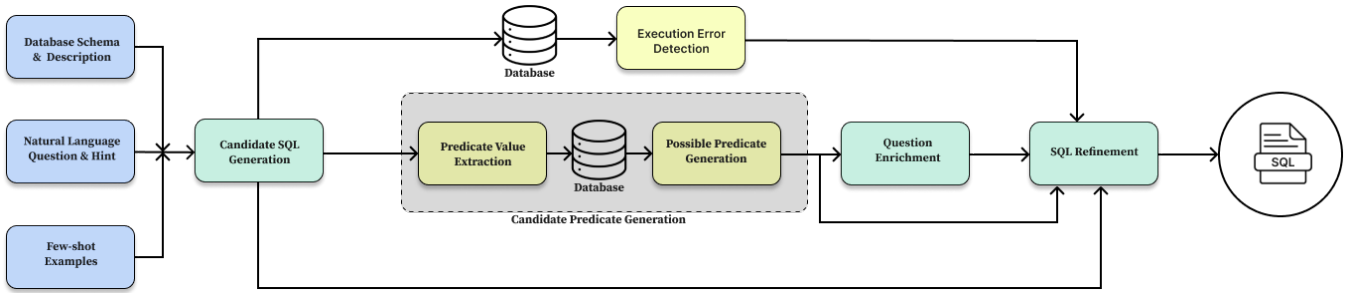 Database Schema
& Description
Natural Language
Question & Hint
Few-shot
Examples
Candidate SQL
Generation
Database
Execution Error
Detection
Predicate Value
Extraction
Database
Possible Predicate
Generation
Candidate Predicate Generation
Question
Enrichment
SQL Refinement
SQL